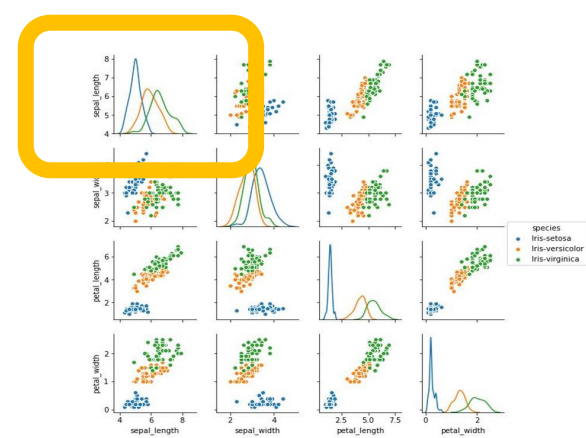 8
7
6
5
4
sepal_length
sepal_wid
3
2
species
Iris-setosa
Iris-versicolor
Iris-virginica
6
4
2
petal_length
2
1
0
petal_width
4 6 8
2 4
2.5 5.0 7.5
0 2
sepal_length sepal_width petal_length petal_width